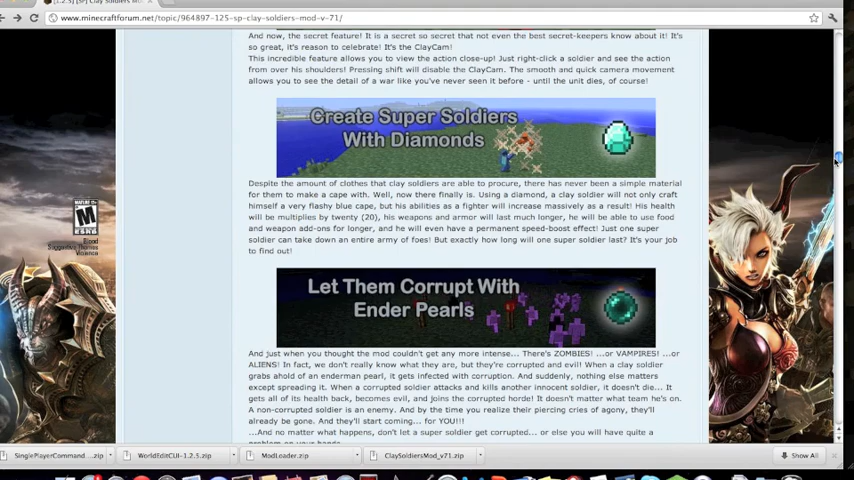 [1.2.5] [SP] Clay Soldiers Mod
www.minecraftforum.net/topic/964897-125-sp-clay-soldiers-mod-v-71/
And now, the secret feature! It is a secret so secret that not even the best secret-keepers know about it! It's
so great, it's reason to celebrate! It's the ClayCam!
This incredible feature allows you to view the action close-up! Just right-click a soldier and see the action
from over his shoulders! Pressing shift will disable the ClayCam. The smooth and quick camera movement
allows you to see the detail of a war like you've never seen it before - until the unit dies, of course!
Create Super Soldiers
With Diamonds
Despite the amount of clothes that clay soldiers are able to procure, there has never been a simple material
for them to make a cape with. Well, now there finally is. Using a diamond, a clay soldier will not only craft
himself a very flashy blue cape, but his abilities as a fighter will increase massively as a result! His health
will be multiplies by twenty (20), his weapons and armor will last much longer, he will be able to use food
and weapon add-ons for longer, and he will even have a permanent speed-boost effect! Just one super
soldier can take down an entire army of foes! But exactly how long will one super soldier last? It's your job
to find out!
MATURE 17+
M
ESRB
Blood
Suggestive Themes
Violence
Let Them Corrupt With
Ender Pearls
And just when you thought the mod couldn't get any more intense... There's ZOMBIES! ...or VAMPIRES! ...or
ALIENS! In fact, we don't really know what they are, but they're corrupted and evil! When a clay soldier
grabs ahold of an enderman pearl, it gets infected with corruption. And suddenly, nothing else matters
except spreading it. When a corrupted soldier attacks and kills another innocent soldier, it doesn't die... It
gets all of its health back, becomes evil, and joins the corrupted horde! It doesn't matter what team he's on.
A non-corrupted soldier is an enemy. And by the time you realize their piercing cries of agony, they'll
already be gone. And they'll start coming... for YOU!!!
...And no matter what happens, don't let a super soldier get corrupted... or else you will have quite a
problem on your hands.
SinglePlayerCommand....zip
WorldEditCUI-1.2.5.zip
ModLoader.zip
ClaySoldiersMod_v71.zip
Show All